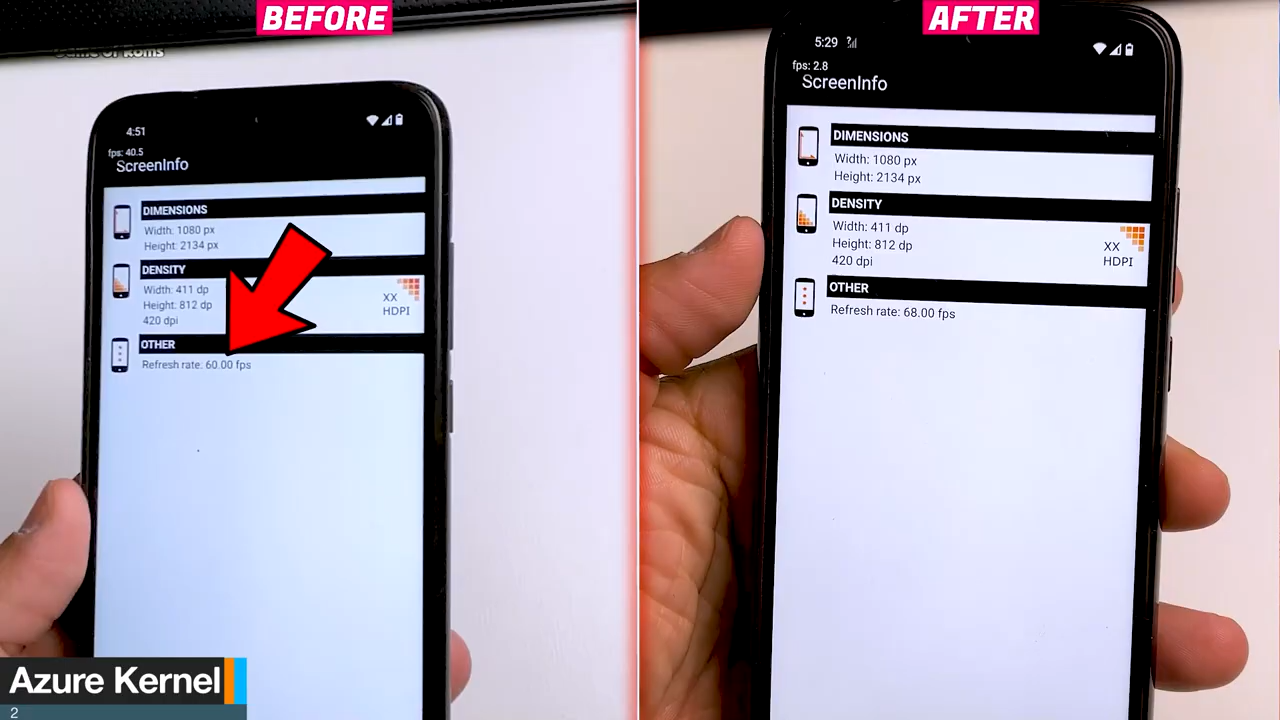 BEFORE
4:51
fps: 40.5
ScreenInfo
DIMENSIONS
Width: 1080 px
Height: 2134 px
DENSITY
Width: 411 dp
Height: 812 dp
420 dpi
XX
HDPI
OTHER
Refresh rate: 60.00 fps
Azure Kernel
2
AFTER
5:29
fps: 2.8
ScreenInfo
DIMENSIONS
Width: 1080 px
Height: 2134 px
DENSITY
Width: 411 dp
Height: 812 dp
420 dpi
XX
HDPI
OTHER
Refresh rate: 68.00 fps